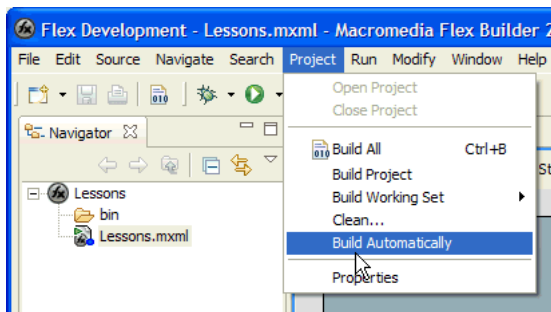 Flex Development - Lessons.mxml - Macromedia Flex Builder 2
File Edit Source Navigate Search Project Run Modify Window Help
Open Project
Close Project
Build All Ctrl+B
Build Project
Build Working Set
Clean...
Build Automatically
Properties
Navigator
Lessons
bin
Lessons.mxml
St